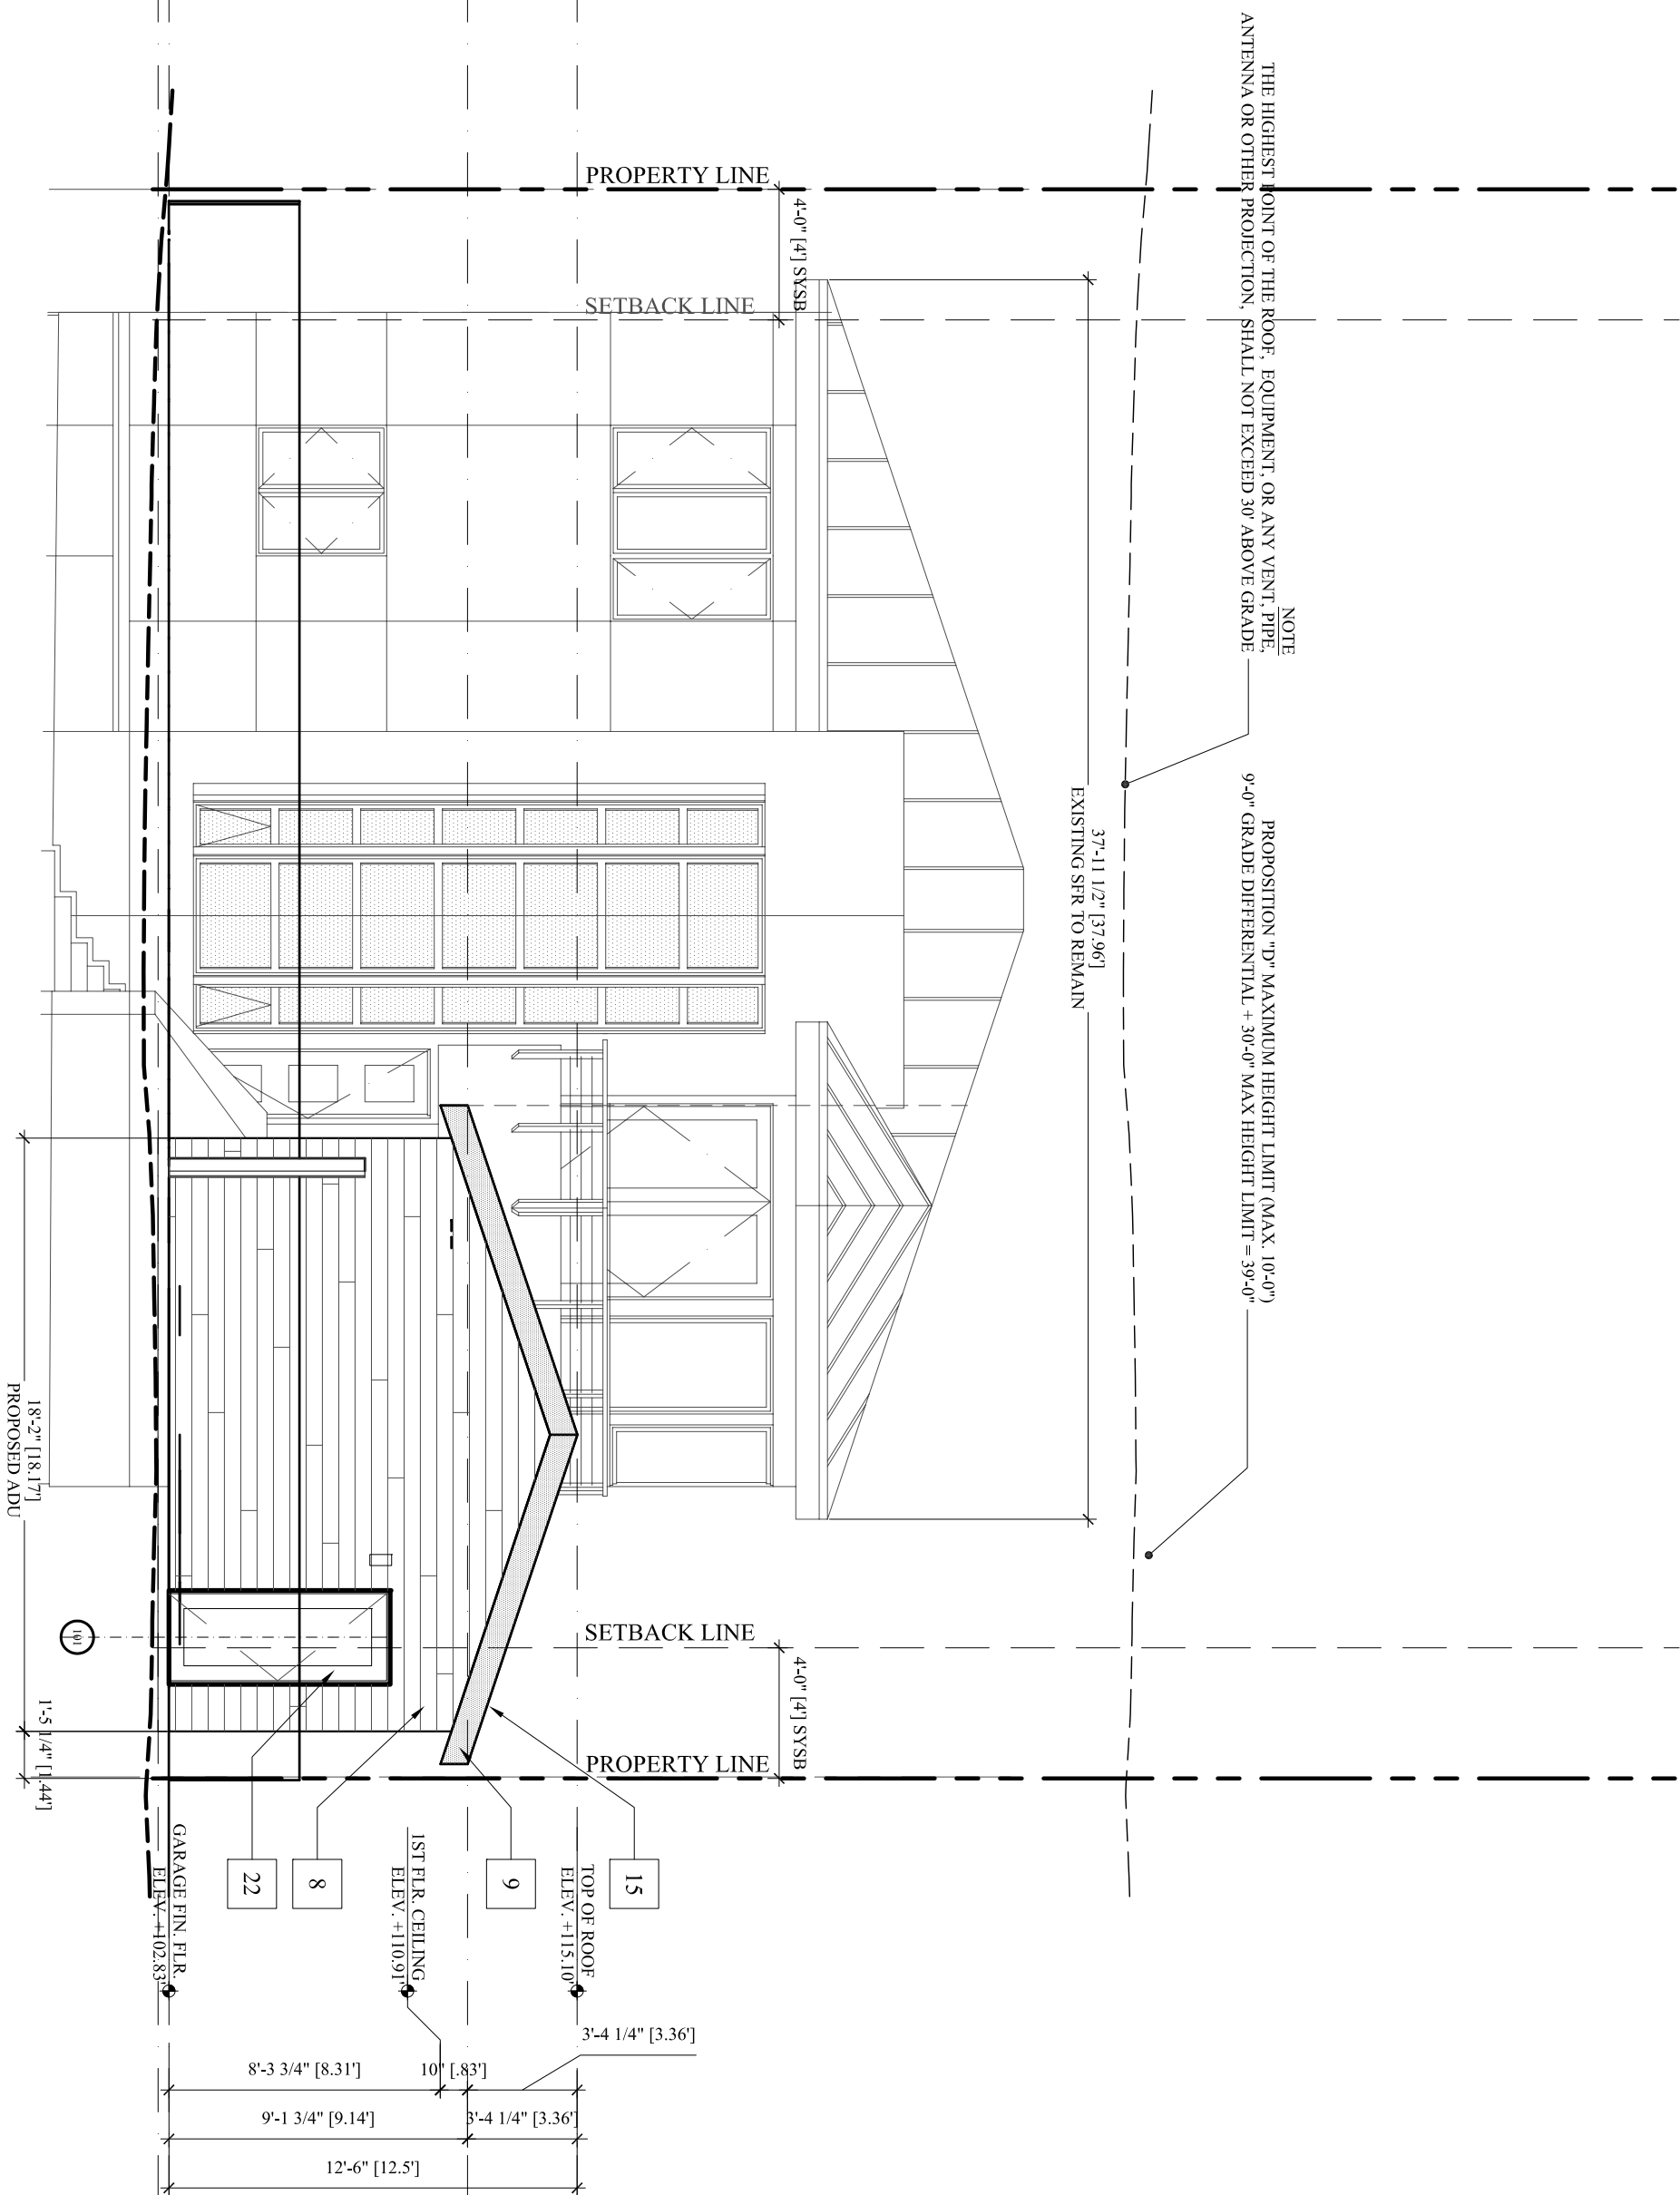 NOTE
THE HIGHEST POINT OF THE ROOF, EQUIPMENT, OR ANY VENT, PIPE,
ANTENNA OR OTHER PROJECTION, SHALL NOT EXCEED 30' ABOVE GRADE
PROPOSITION "D" MAXIMUM HEIGHT LIMIT (MAX. 10'-0")
9'-0" GRADE DIFFERENTIAL + 30'-0" MAX HEIGHT LIMIT = 39'-0"
37'-11 1/2" [37.96']
EXISTING SFR TO REMAIN
PROPERTY LINE
4'-0" [4'] SYSB
SETBACK LINE
SETBACK LINE
4'-0" [4'] SYSB
PROPERTY LINE
15
9
8
22
TOP OF ROOF
ELEV. +115.10'
1ST FLR. CEILING
ELEV. +110.91'
GARAGE FIN. FLR.
ELEV. +102.83'
3'-4 1/4" [3.36']
8'-3 3/4" [8.31']
10" [.83']
9'-1 3/4" [9.14']
3'-4 1/4" [3.36']
12'-6" [12.5']
101
18'-2" [18.17']
PROPOSED ADU
1'-5 1/4" [1.44']